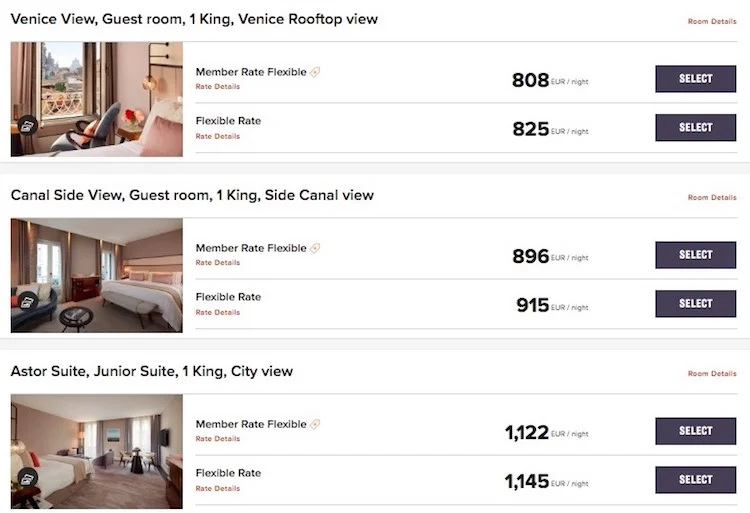 Venice View, Guest room, 1 King, Venice Rooftop view
Room Details
Member Rate Flexible
Rate Details
808 EUR / night
SELECT
Flexible Rate
Rate Details
825 EUR / night
SELECT
Canal Side View, Guest room, 1 King, Side Canal view
Room Details
Member Rate Flexible
Rate Details
896 EUR / night
SELECT
Flexible Rate
Rate Details
915 EUR / night
SELECT
Astor Suite, Junior Suite, 1 King, City view
Room Details
Member Rate Flexible
Rate Details
1,122 EUR / night
SELECT
Flexible Rate
Rate Details
1,145 EUR / night
SELECT